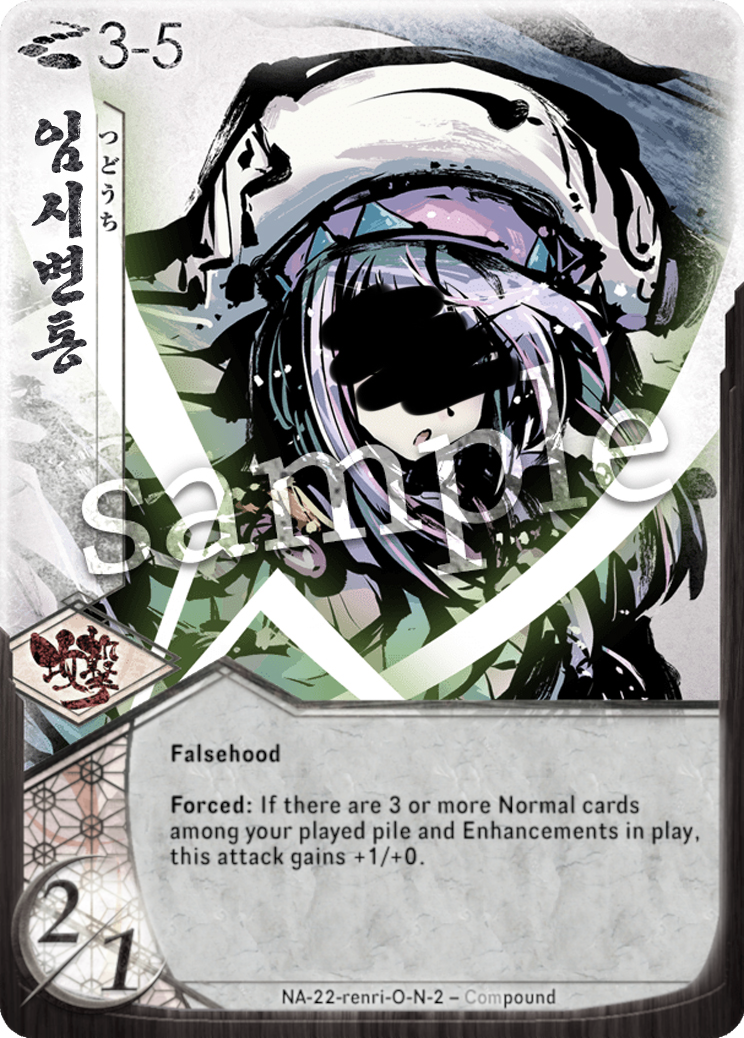 3-5
임시변통
つどうち
sample
攻撃
Falsehood
Forced: If there are 3 or more Normal cards
among your played pile and Enhancements in play,
this attack gains +1/+0.
2/1
NA-22-renri-O-N-2 – Compound